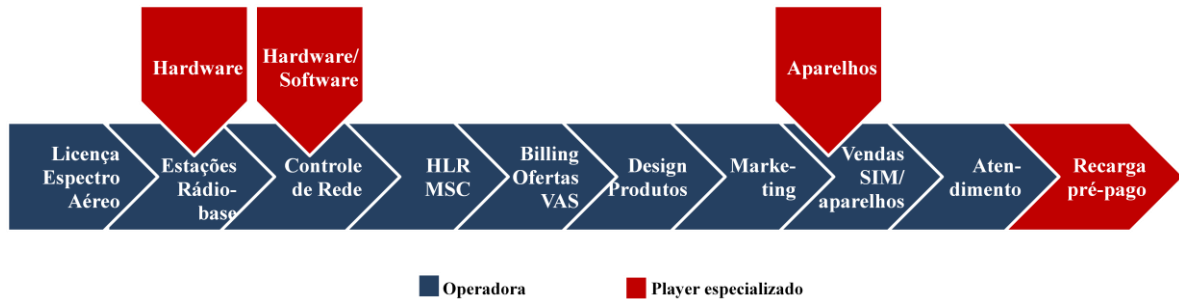 Hardware
Hardware/
Software
Aparelhos
Licença
Espectro
Aéreo
Estações
Rádio-
base
Controle
de Rede
HLR
MSC
Billing
Ofertas
VAS
Design
Produtos
Marke-
ting
Vendas
SIM/
aparelhos
Aten-
dimento
Recarga
pré-pago
Operadora
Player especializado